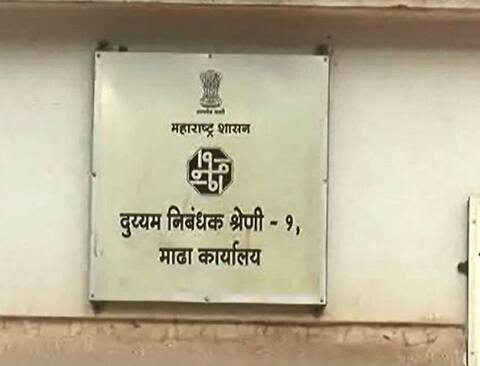 महाराष्ट्र शासन
दुय्यम निबंधक श्रेणी - १,
माढा कार्यालय